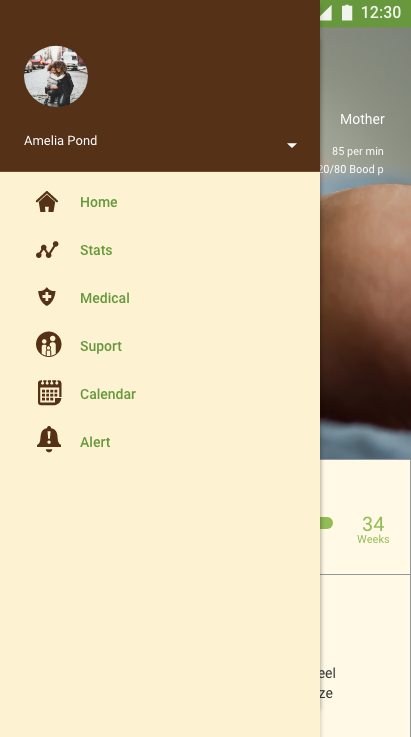 12:30
Amelia Pond
Mother
85 per min
20/80 Bood p
Home
Stats
Medical
Suport
Calendar
Alert
34
Weeks
eel
ze